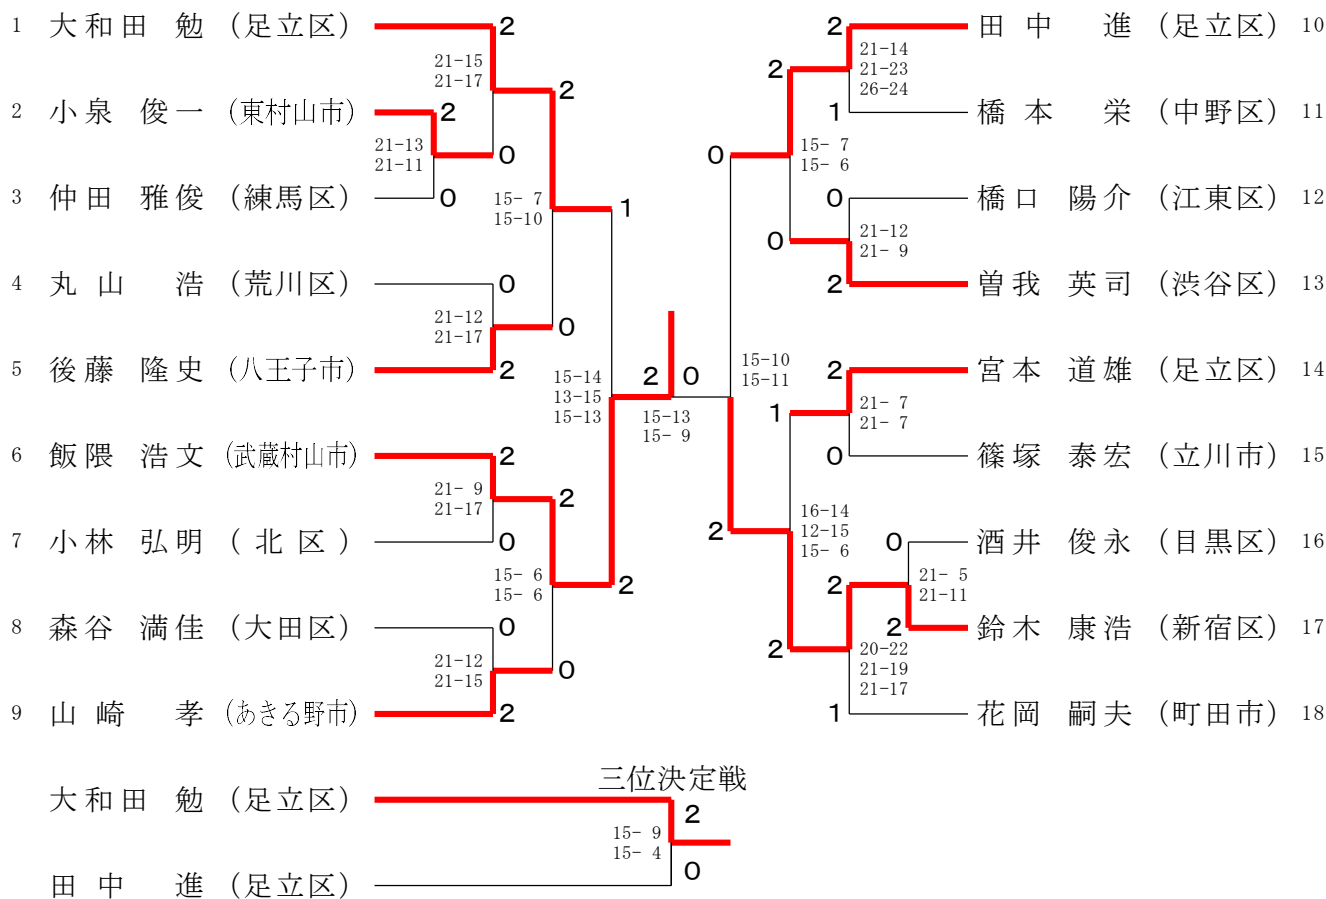 1 大和田 勉 (足立区) 2
21-15
21-17
2
2 小泉 俊一 (東村山市) 2
21-13
21-11
0
3 仲田 雅俊 (練馬区) 0
15- 7
15-10
1
4 丸山 浩 (荒川区) 0
21-12
21-17
0
5 後藤 隆史 (八王子市) 2
15-14
13-15
15-13
2 0
15-13
15- 9
6 飯隈 浩文 (武蔵村山市) 2
21- 9
21-17
2
7 小林 弘明 (北区) 0
15- 6
15- 6
2
8 森谷 満佳 (大田区) 0
21-12
21-15
0
9 山崎 孝 (あきる野市) 2
2 田中 進 (足立区) 10
21-14
21-23
26-24
2
1 橋本 栄 (中野区) 11
15- 7
15- 6
0
0 橋口 陽介 (江東区) 12
21-12
21- 9
0
2 曽我 英司 (渋谷区) 13
15-10
15-11
2 宮本 道雄 (足立区) 14
21- 7
21- 7
1
0 篠塚 泰宏 (立川市) 15
16-14
12-15
15- 6
2
0 酒井 俊永 (目黒区) 16
21- 5
21-11
2
2 鈴木 康浩 (新宿区) 17
20-22
21-19
21-17
2
1 花岡 嗣夫 (町田市) 18
三位決定戦
大和田 勉 (足立区) 2
15- 9
15- 4
田中 進 (足立区) 0